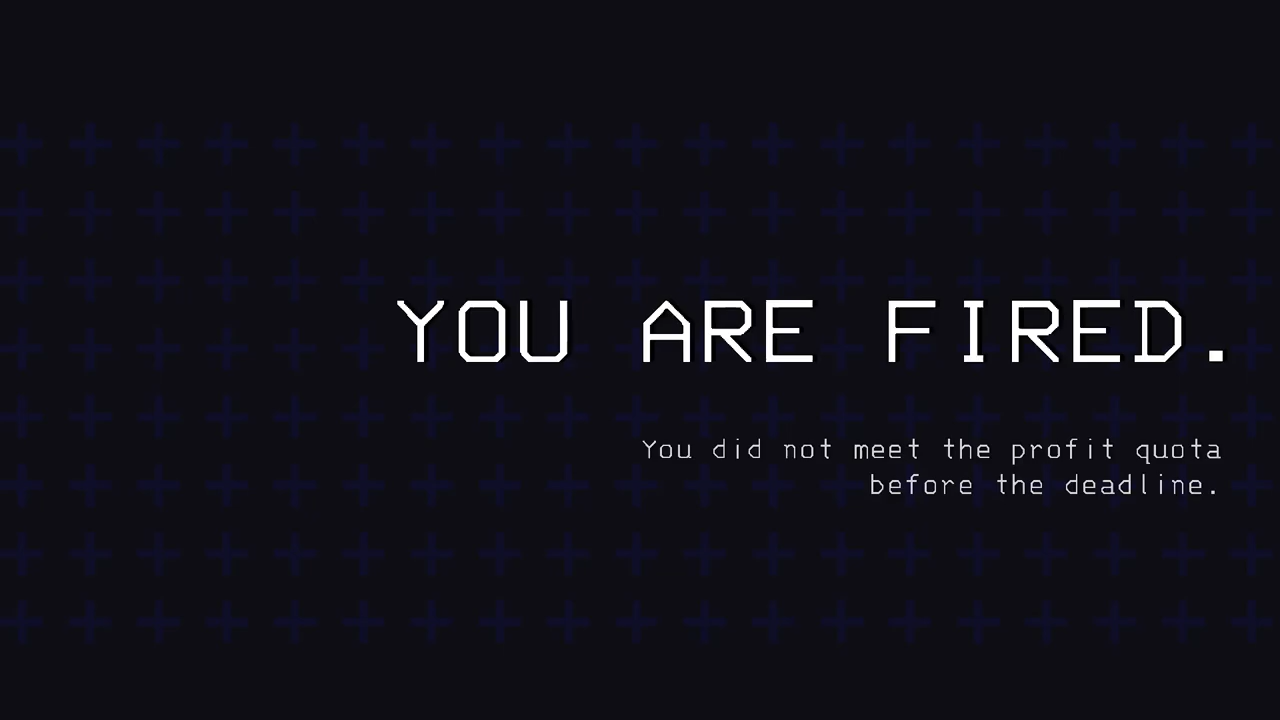 YOU ARE FIRED.
You did not meet the profit quota
before the deadline.